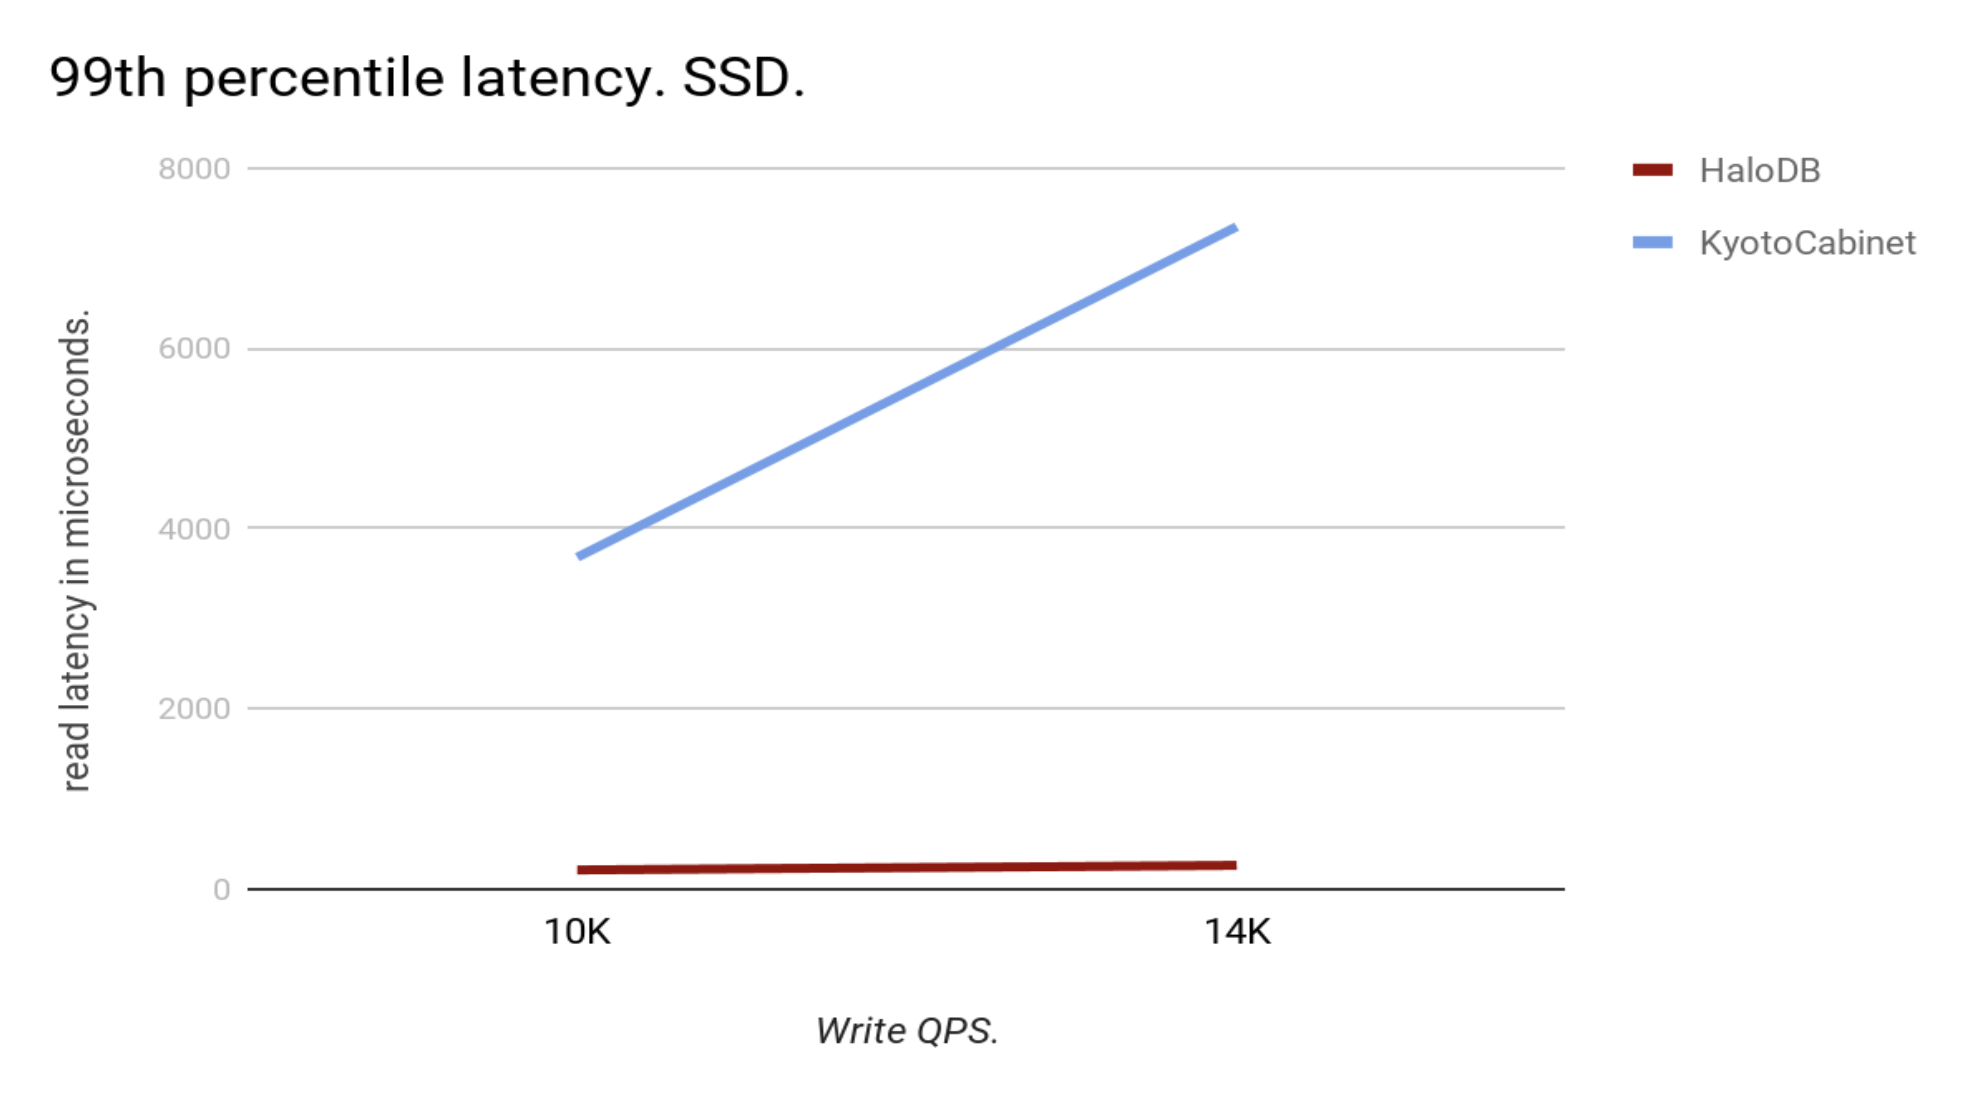 99th percentile latency. SSD.
HaloDB
KyotoCabinet
read latency in microseconds.
8000
6000
4000
2000
0
10K
14K
Write QPS.